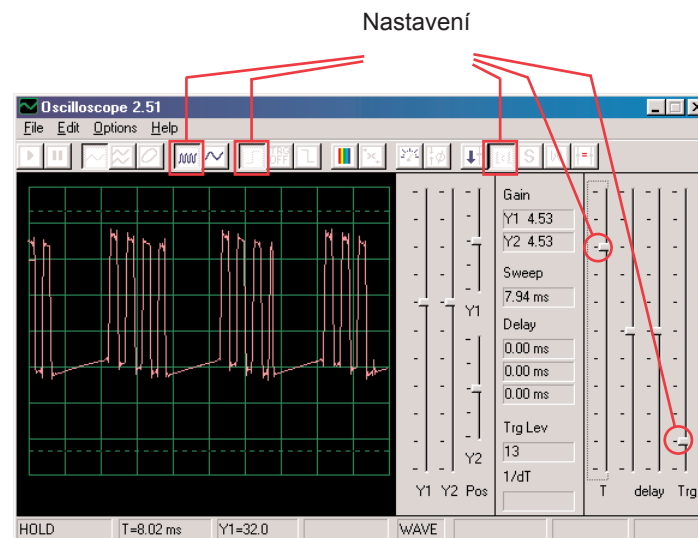 Nastavení
Oscilloscope 2.51
File Edit Options Help
Gain
Y1 4.53
Y2 4.53
Sweep
7.94 ms
Delay
0.00 ms
0.00 ms
0.00 ms
Trg Lev
13
1/dT
Y1
Y2
Y1 Y2 Pos
T delay Trg
HOLD T=8.02 ms Y1=32.0 WAVE